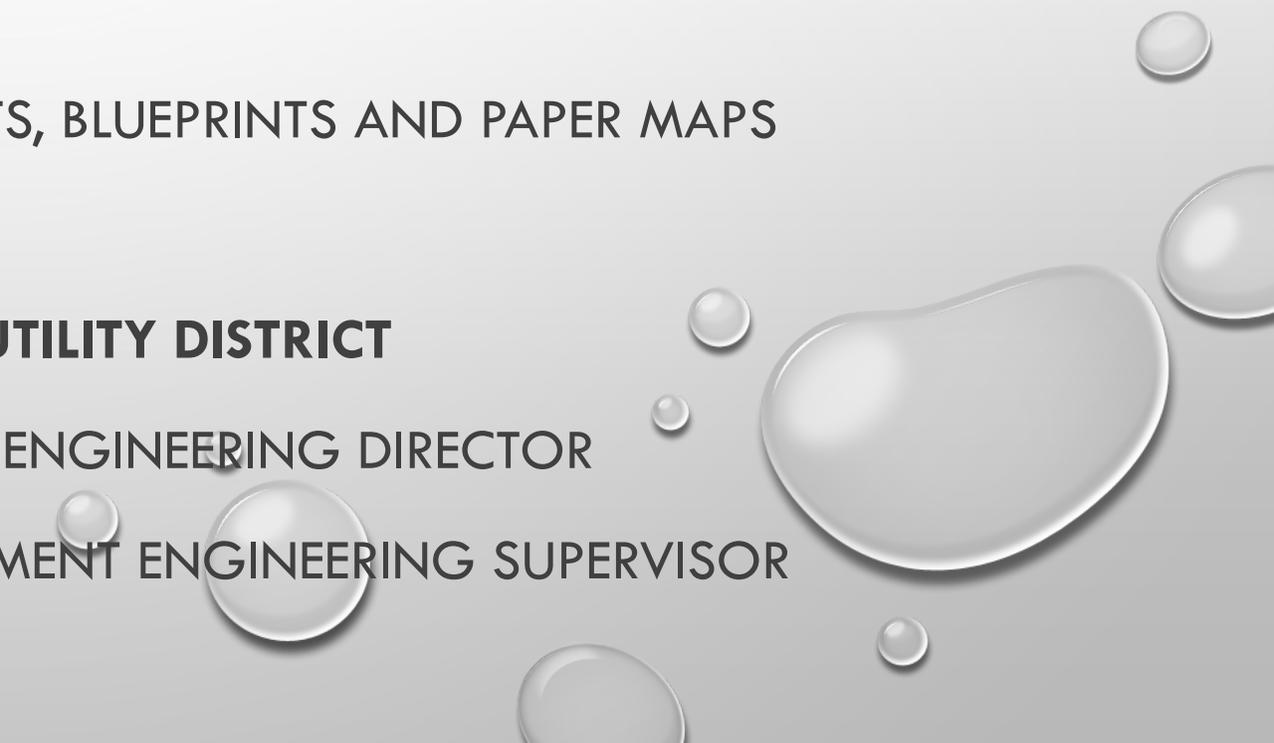 TS, BLUEPRINTS AND PAPER MAPS
UTILITY DISTRICT
ENGINEERING DIRECTOR
MENT ENGINEERING SUPERVISOR